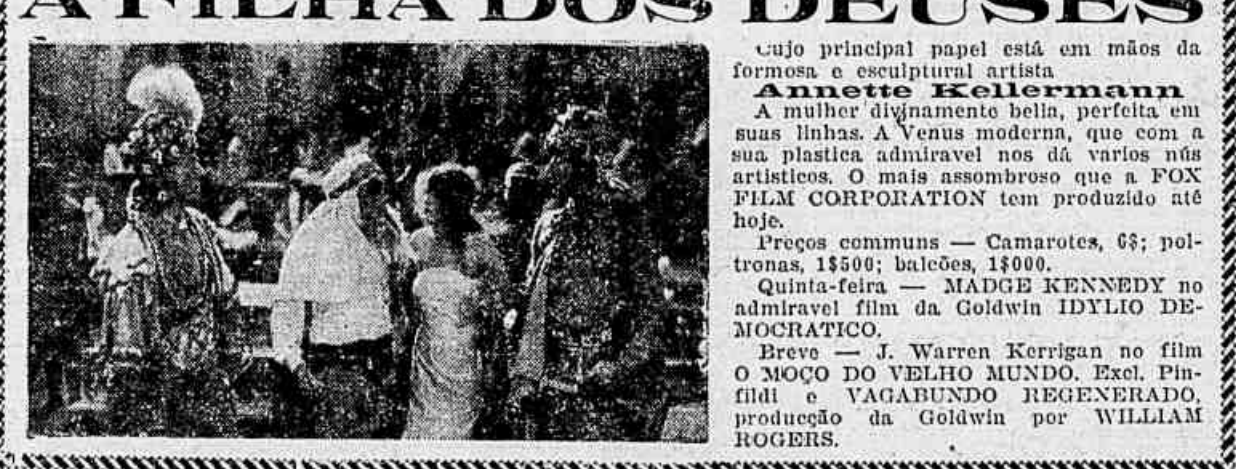 A FILHA DOS DEUSES
Cujo principal papel está em mãos da
formosa e esculptural artista
Annette Kellermann
A mulher divinamente bella, perfeita em
suas linhas. A Venus moderna, que com a
sua plastica admiravel nos dá varios nús
artisticos. O mais assombroso que a FOX
FILM CORPORATION tem produzido até
hoje.
Preços communs — Camarotes, 6$; pol-
tronas, 1$500; balcões, 1$000.
Quinta-feira — MADGE KENNEDY no
admiravel film da Goldwin IDYLIO DE-
MOCRATICO.
Breve — J. Warren Kerrigan no film
O MOÇO DO VELHO MUNDO. Excl. Pin-
fildi e VAGABUNDO REGENERADO,
producção da Goldwin por WILLIAM
ROGERS.